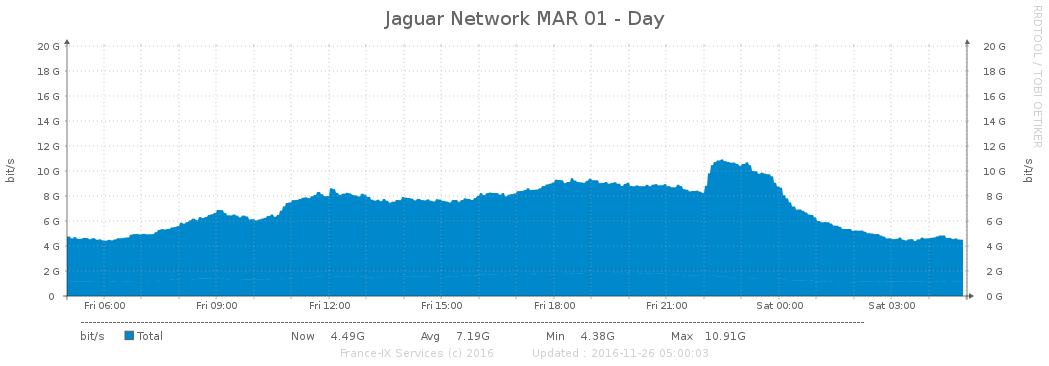 Jaguar Network MAR 01 - Day
RRDTOOL / TOBI OETIKER
20 G 20 G
18 G 18 G
16 G 16 G
14 G 14 G
12 G 12 G
10 G 10 G
8 G 8 G
6 G 6 G
4 G 4 G
2 G 2 G
0 0 G
bit/s
bit/s
Fri 06:00 Fri 09:00 Fri 12:00 Fri 15:00 Fri 18:00 Fri 21:00 Sat 00:00 Sat 03:00
bit/s Total Now 4.49G Avg 7.19G Min 4.38G Max 10.91G
France-IX Services (c) 2016 Updated : 2016-11-26 05:00:03